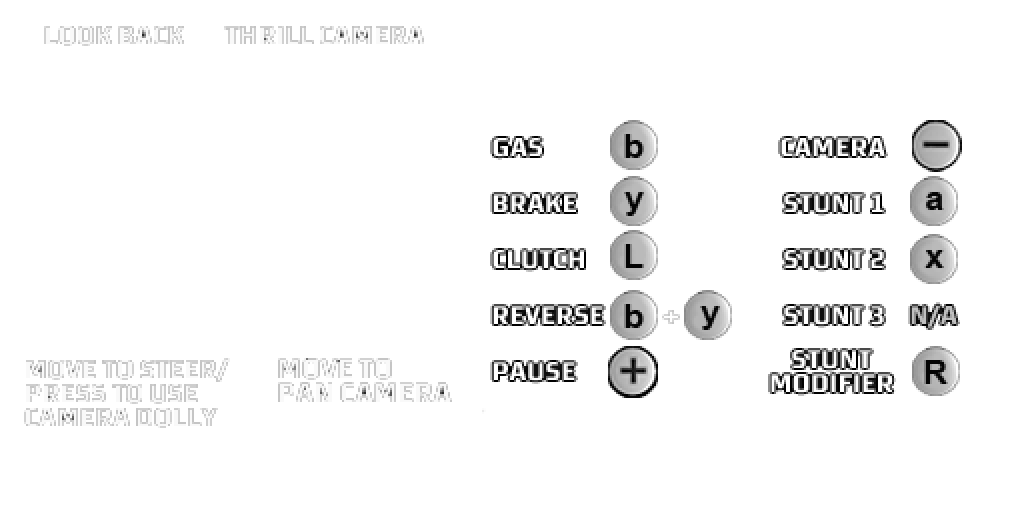 LOOK BACK THRILL CAMERA
GAS b CAMERA −
BRAKE y STUNT 1 a
CLUTCH L STUNT 2 x
REVERSE b + y STUNT 3 N/A
PAUSE + STUNT
MODIFIER R
MOVE TO STEER/
PRESS TO USE
CAMERA DOLLY
MOVE TO
PAN CAMERA